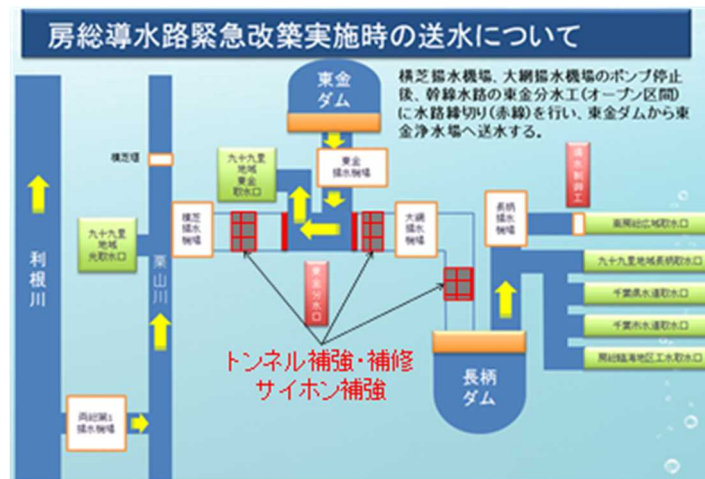 房総導水路緊急改築実施時の送水について
横芝揚水機場、大網揚水機場のポンプ停止
後、幹線水路の東金分水工(オープン区間)
に水路締切り(赤線)を行い、東金ダムから東
金浄水場へ送水する。
東金
ダム
横芝堰
九十九里
地域
東金
取水口
東金
揚水機場
長柄
揚水
機場
南房総広域取水口
九十九里
地域
光取水口
横芝
揚水
機場
大網
揚水
機場
利根川
栗山川
東金分水口
九十九里地域長柄取水口
千葉県水道取水口
千葉市水道取水口
房総臨海地区工水取水口
トンネル補強・補修
サイホン補強
長柄
ダム
両総第1
揚水機場